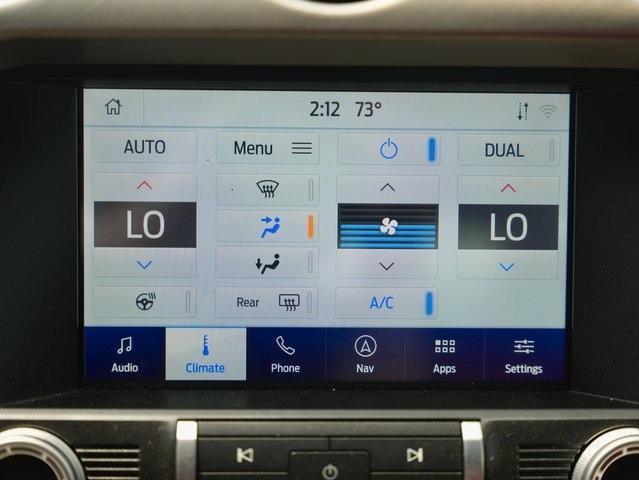 2:12 73°
AUTO
Menu
DUAL
LO
LO
Rear
A/C
Audio
Climate
Phone
Nav
Apps
Settings